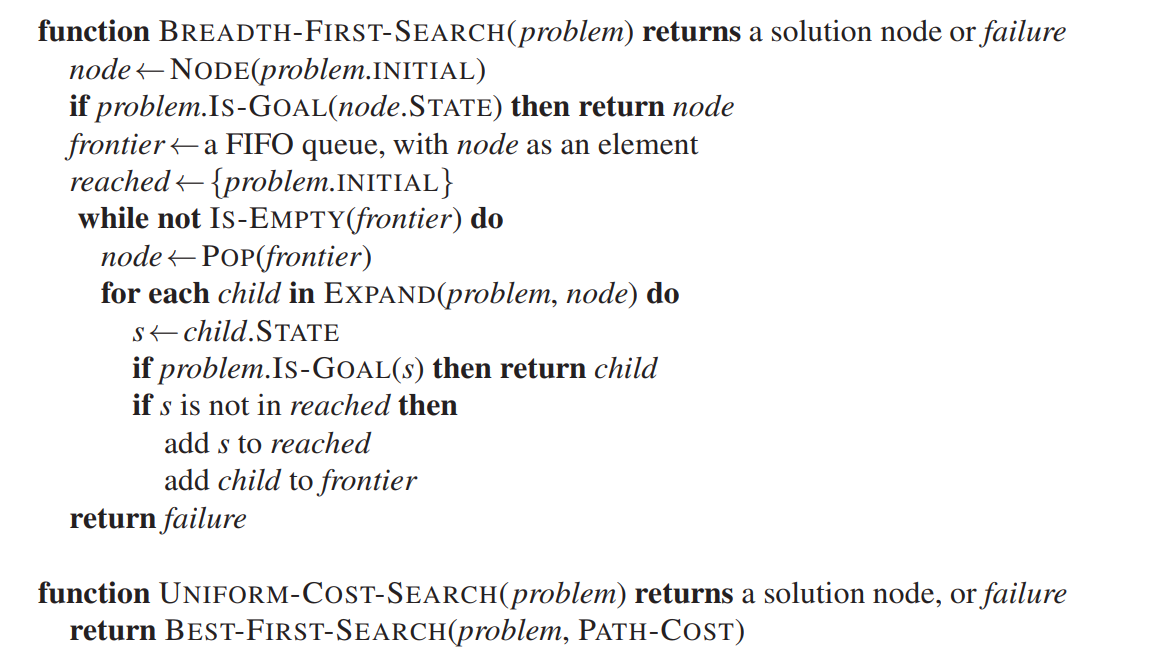 function BREADTH-FIRST-SEARCH(problem) returns a solution node or failure
node ← NODE(problem.INITIAL)
if problem.IS-GOAL(node.STATE) then return node
frontier ← a FIFO queue, with node as an element
reached ← {problem.INITIAL}
while not IS-EMPTY(frontier) do
node ← POP(frontier)
for each child in EXPAND(problem, node) do
s ← child.STATE
if problem.IS-GOAL(s) then return child
if s is not in reached then
add s to reached
add child to frontier
return failure
function UNIFORM-COST-SEARCH(problem) returns a solution node, or failure
return BEST-FIRST-SEARCH(problem, PATH-COST)